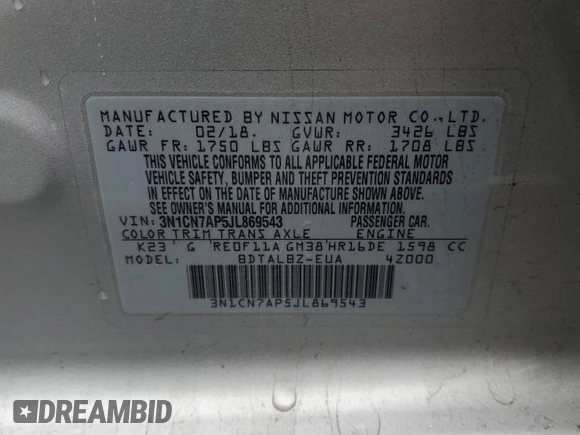 MANUFACTURED BY NISSAN MOTOR CO., LTD.
DATE: 02/18. GVWR: 3426 LBS
GAWR FR: 1750 LBS GAWR RR: 1708 LBS
THIS VEHICLE CONFORMS TO ALL APPLICABLE FEDERAL MOTOR
VEHICLE SAFETY, BUMPER AND THEFT PREVENTION STANDARDS
IN EFFECT ON THE DATE OF MANUFACTURE SHOWN ABOVE.
SEE OWNER'S MANUAL FOR ADDITIONAL INFORMATION.
VIN: 3N1CN7AP5JL869543 PASSENGER CAR.
COLOR TRIM TRANS AXLE ENGINE
K23 G RE0F11A GM38 HR16DE 1598 CC
MODEL: BDTALBZ-EUA 4Z000
3N1CN7AP5JL869543
DREAMBID DREAMBID